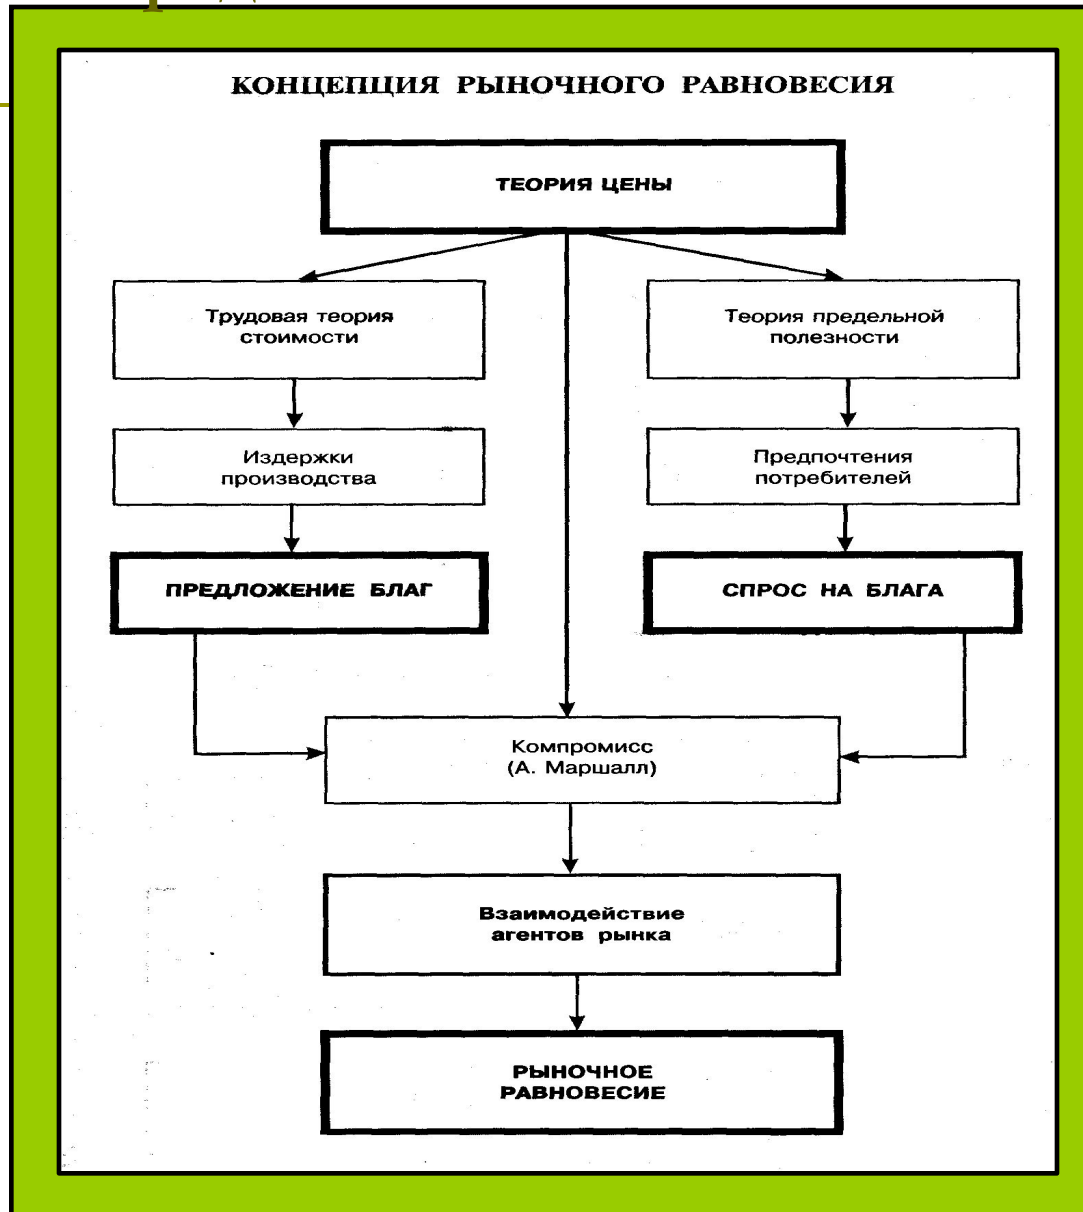 КОНЦЕПЦИЯ РЫНОЧНОГО РАВНОВЕСИЯ
ТЕОРИЯ ЦЕНЫ
Трудовая теория
стоимости
Теория предельной
полезности
Издержки
производства
Предпочтения
потребителей
ПРЕДЛОЖЕНИЕ БЛАГ
СПРОС НА БЛАГА
Компромисс
(А. Маршалл)
Взаимодействие
агентов рынка
РЫНОЧНОЕ
РАВНОВЕСИЕ